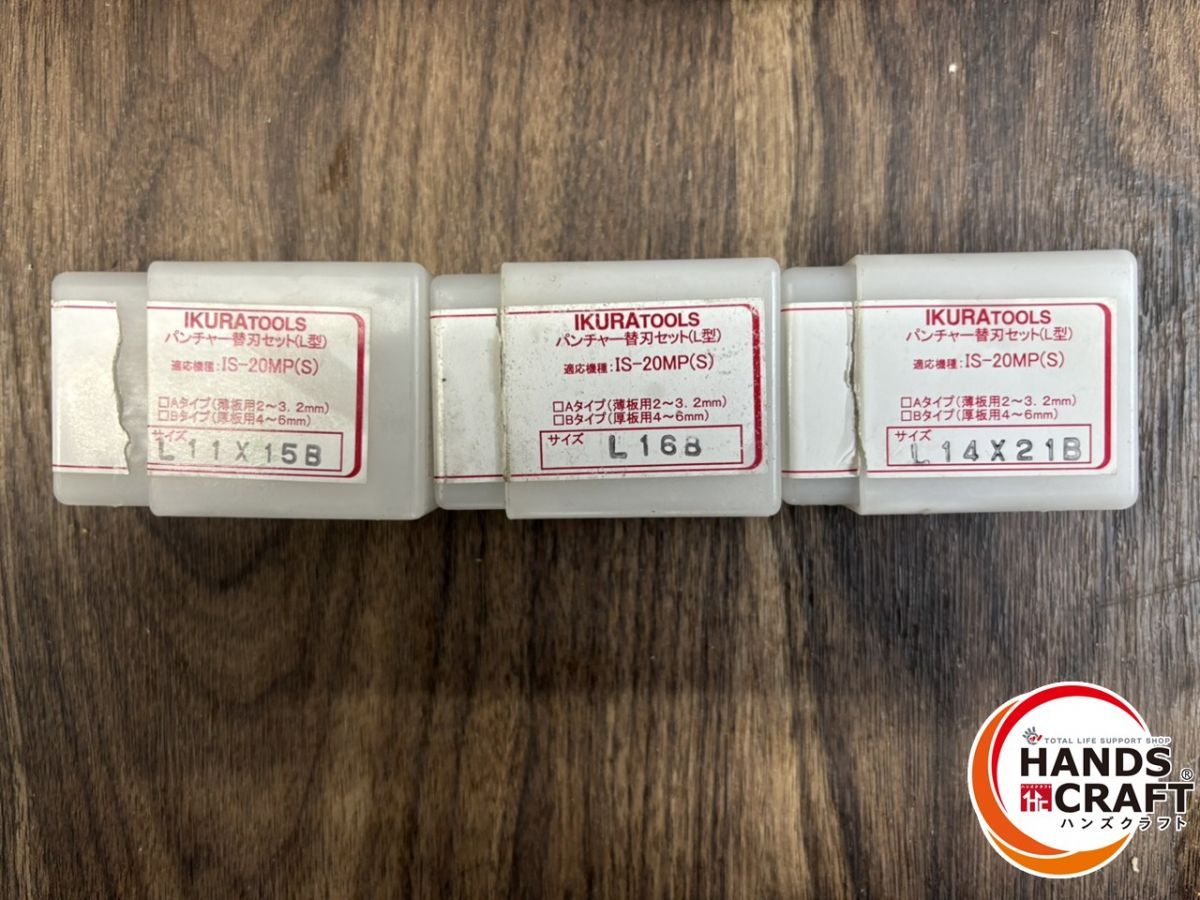 IKURATOOLS
パンチャー替刃セット(L型)
適応機種：IS-20MP(S)
□Aタイプ(薄板用2～3.2mm)
□Bタイプ(厚板用4～6mm)
サイズ
L11X15B
IKURATOOLS
パンチャー替刃セット(L型)
適応機種：IS-20MP(S)
□Aタイプ(薄板用2～3.2mm)
□Bタイプ(厚板用4～6mm)
サイズ
L16B
IKURATOOLS
パンチャー替刃セット(L型)
適応機種：IS-20MP(S)
□Aタイプ(薄板用2～3.2mm)
□Bタイプ(厚板用4～6mm)
サイズ
L14X21B
TOTAL LIFE SUPPORT SHOP
HANDS
CRAFT®
ハンズクラフト